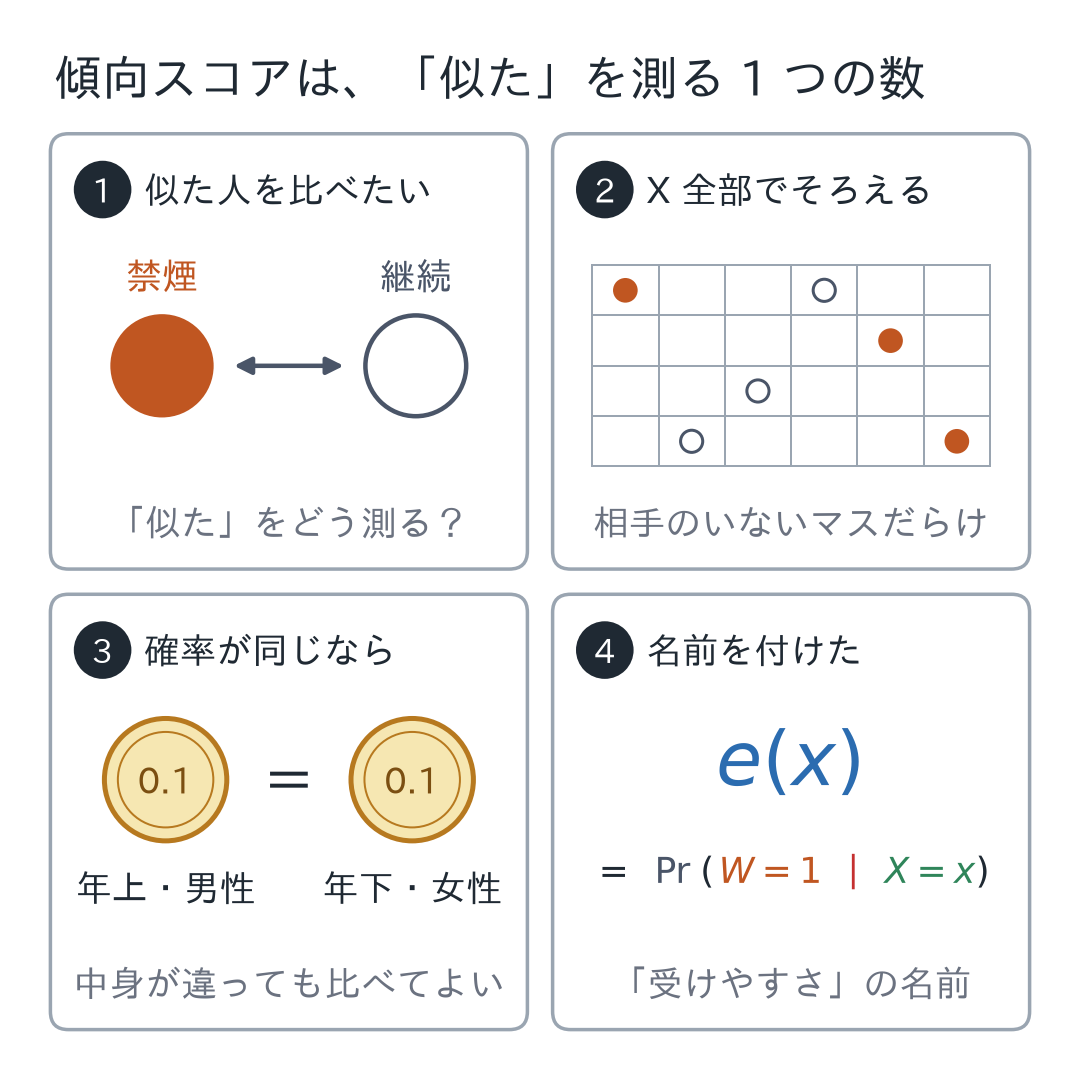 傾向スコアは、「似た」を測る 1 つの数
1 似た人を比べたい
禁煙 継続
「似た」をどう測る？
2 X 全部でそろえる
相手のいないマスだらけ
3 確率が同じなら
0.1 = 0.1
年上・男性 年下・女性
中身が違っても比べてよい
4 名前を付けた
e(x)
= Pr (W = 1 | X = x)
「受けやすさ」の名前